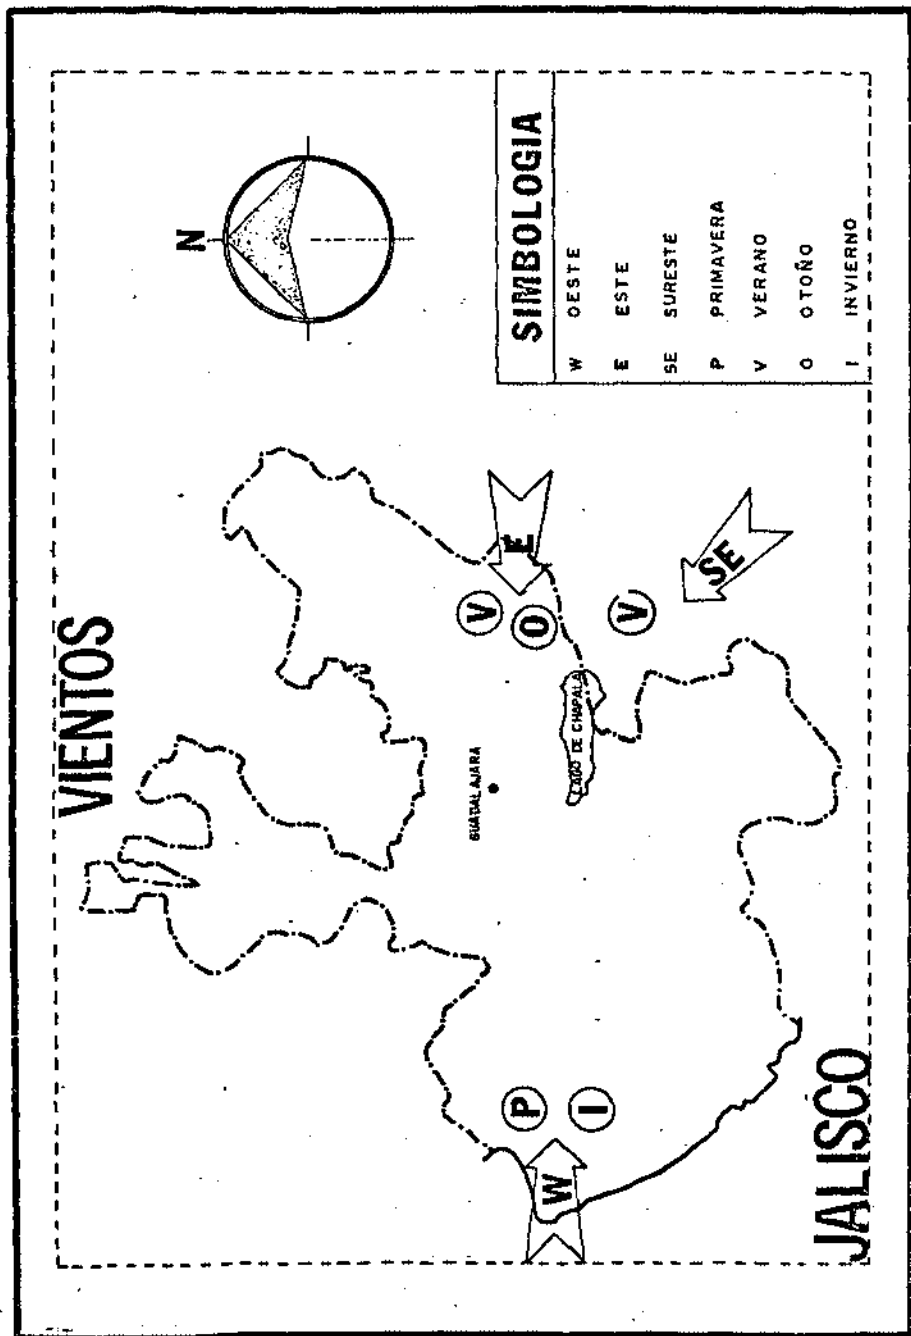 VIENTOS
N
SIMBOLOGIA
W OESTE
E ESTE
SE SURESTE
P PRIMAVERA
V VERANO
O OTOÑO
I INVIERNO
GUADALAJARA
LAGO DE CHAPALA
V
O
E
V
SE
P
I
W
JALISCO